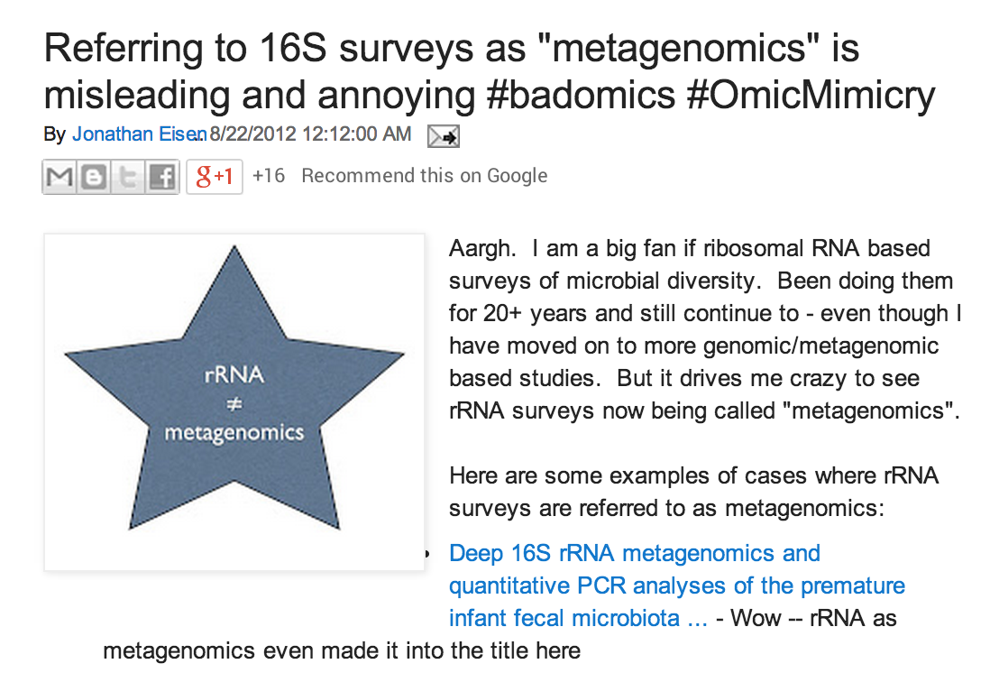 Referring to 16S surveys as "metagenomics" is
misleading and annoying #badomics #OmicMimicry
By Jonathan Eisen.. 8/22/2012 12:12:00 AM
g+1 +16 Recommend this on Google
rRNA
≠
metagenomics
Aargh. I am a big fan if ribosomal RNA based
surveys of microbial diversity. Been doing them
for 20+ years and still continue to - even though I
have moved on to more genomic/metagenomic
based studies. But it drives me crazy to see
rRNA surveys now being called "metagenomics".
Here are some examples of cases where rRNA
surveys are referred to as metagenomics:
• Deep 16S rRNA metagenomics and
quantitative PCR analyses of the premature
infant fecal microbiota ... - Wow -- rRNA as
metagenomics even made it into the title here